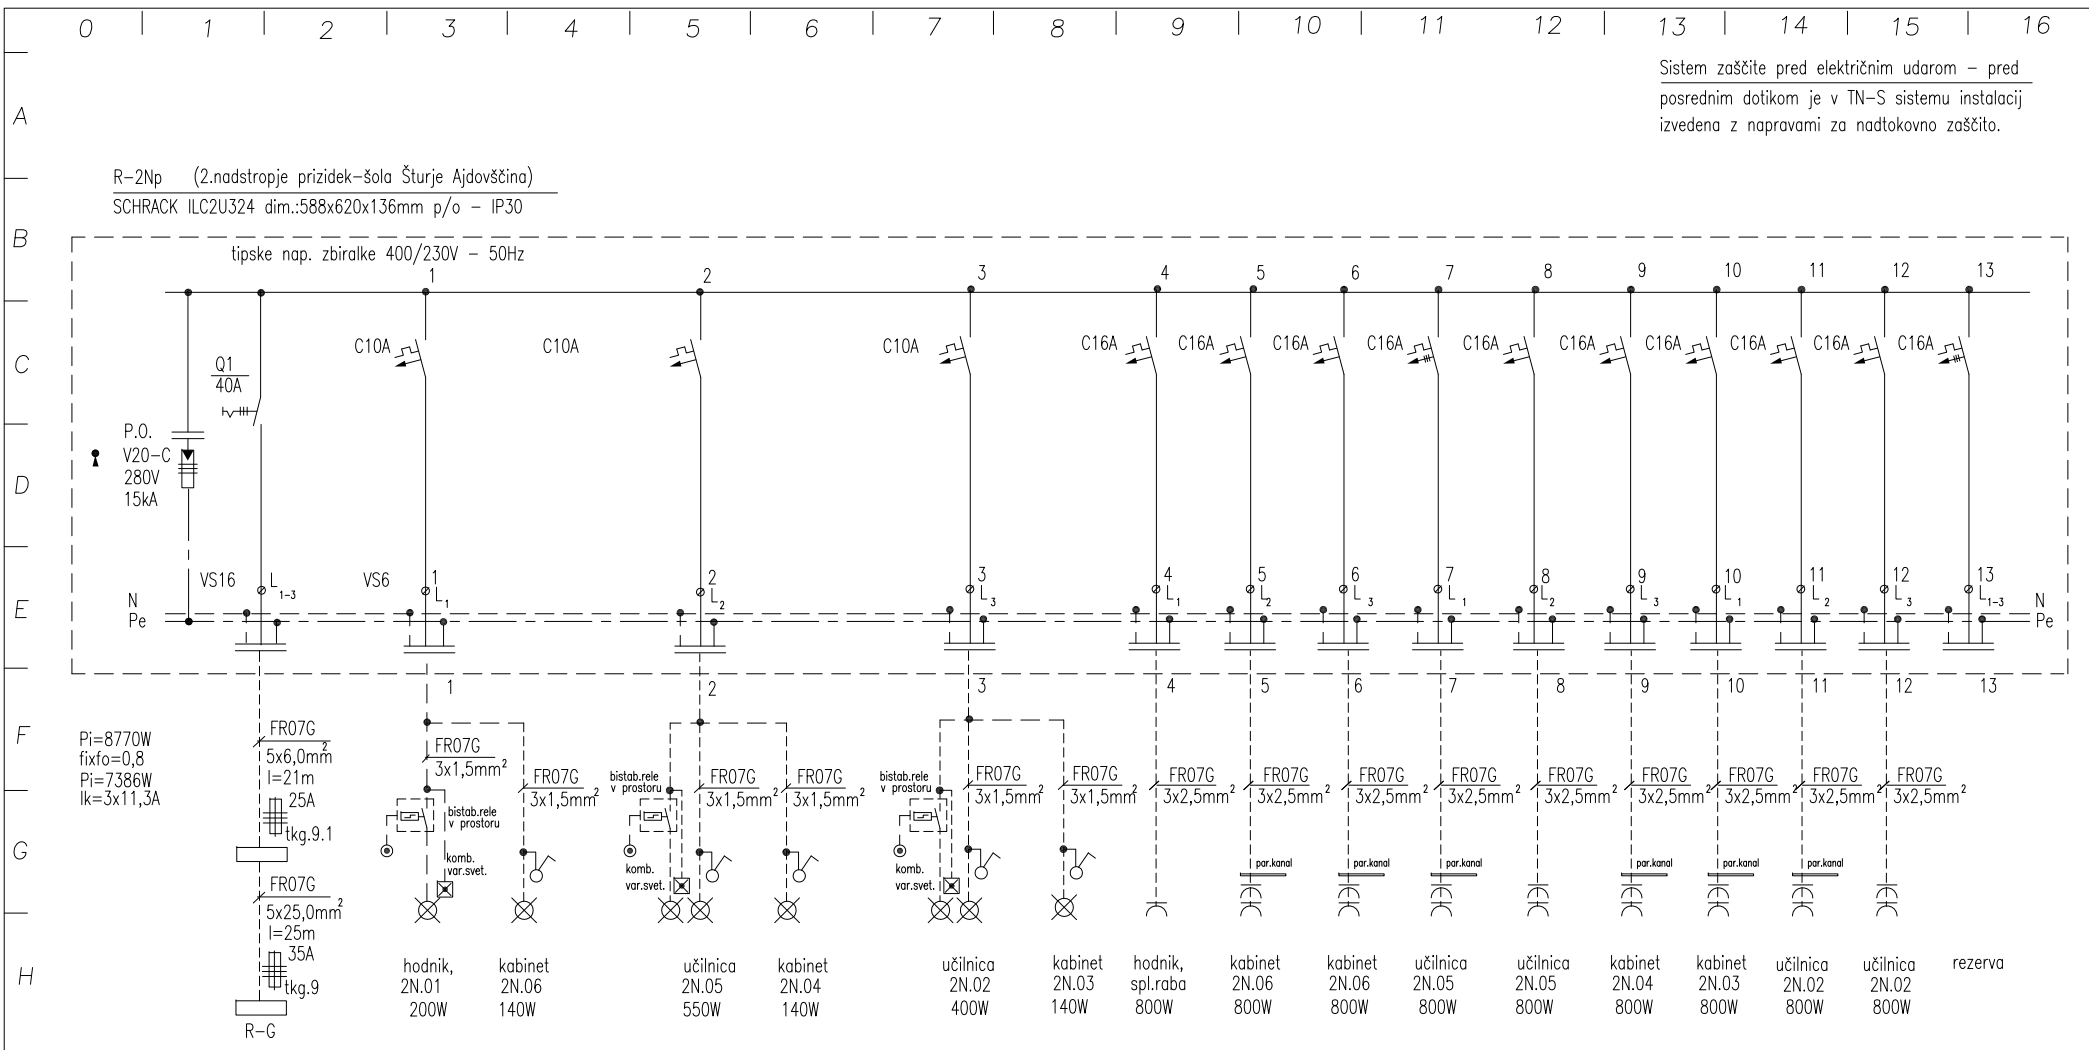 0 1 2 3 4 5 6 7 8 9 10 11 12 13 14 15 16
Sistem zaščite pred električnim udarom – pred
posrednim dotikom je v TN–S sistemu instalacij
izvedena z napravami za nadtokovno zaščito.
A
R–2Np (2.nadstropje prizidek–šola Šturje Ajdovščina)
SCHRACK ILC2U324 dim.:588x620x136mm p/o – IP30
B
tipske nap. zbiralke 400/230V – 50Hz
1 2 3 4 5 6 7 8 9 10 11 12 13
C
Q1
40A
C10A C10A C10A C16A C16A C16A C16A C16A C16A C16A C16A C16A C16A
D
P.O.
V20–C
280V
15kA
E
VS16 L1–3 VS6
1 2 3 4 5 6 7 8 9 10 11 12 13
L1 L2 L3 L1 L2 L3 L1 L2 L3 L1 L2 L3 L1–3
N N
Pe Pe
1 2 3 4 5 6 7 8 9 10 11 12 13
F
Pi=8770W
fixfo=0,8
Pi=7386W
Ik=3x11,3A
FR07G
5x6,0mm2
l=21m
25A
tkg.9.1
FR07G
5x25,0mm2
l=25m
35A
tkg.9
R–G
FR07G
3x1,5mm2
bistab.rele
v prostoru
komb.
var.svet.
FR07G
3x1,5mm2
bistab.rele
v prostoru
komb.
var.svet.
FR07G
3x1,5mm2
FR07G
3x1,5mm2
bistab.rele
v prostoru
komb.
var.svet.
FR07G
3x1,5mm2
FR07G
3x1,5mm2
FR07G FR07G FR07G FR07G FR07G FR07G FR07G FR07G FR07G
3x2,5mm2 3x2,5mm2 3x2,5mm2 3x2,5mm2 3x2,5mm2 3x2,5mm2 3x2,5mm2 3x2,5mm2 3x2,5mm2
G
par.kanal par.kanal par.kanal par.kanal par.kanal par.kanal
H
hodnik,
2N.01
200W
kabinet
2N.06
140W
učilnica
2N.05
550W
kabinet
2N.04
140W
učilnica
2N.02
400W
kabinet
2N.03
140W
hodnik,
spl.raba
800W
kabinet
2N.06
800W
kabinet
2N.06
800W
učilnica
2N.05
800W
učilnica
2N.05
800W
kabinet
2N.04
800W
kabinet
2N.03
800W
učilnica
2N.02
800W
učilnica
2N.02
800W
rezerva